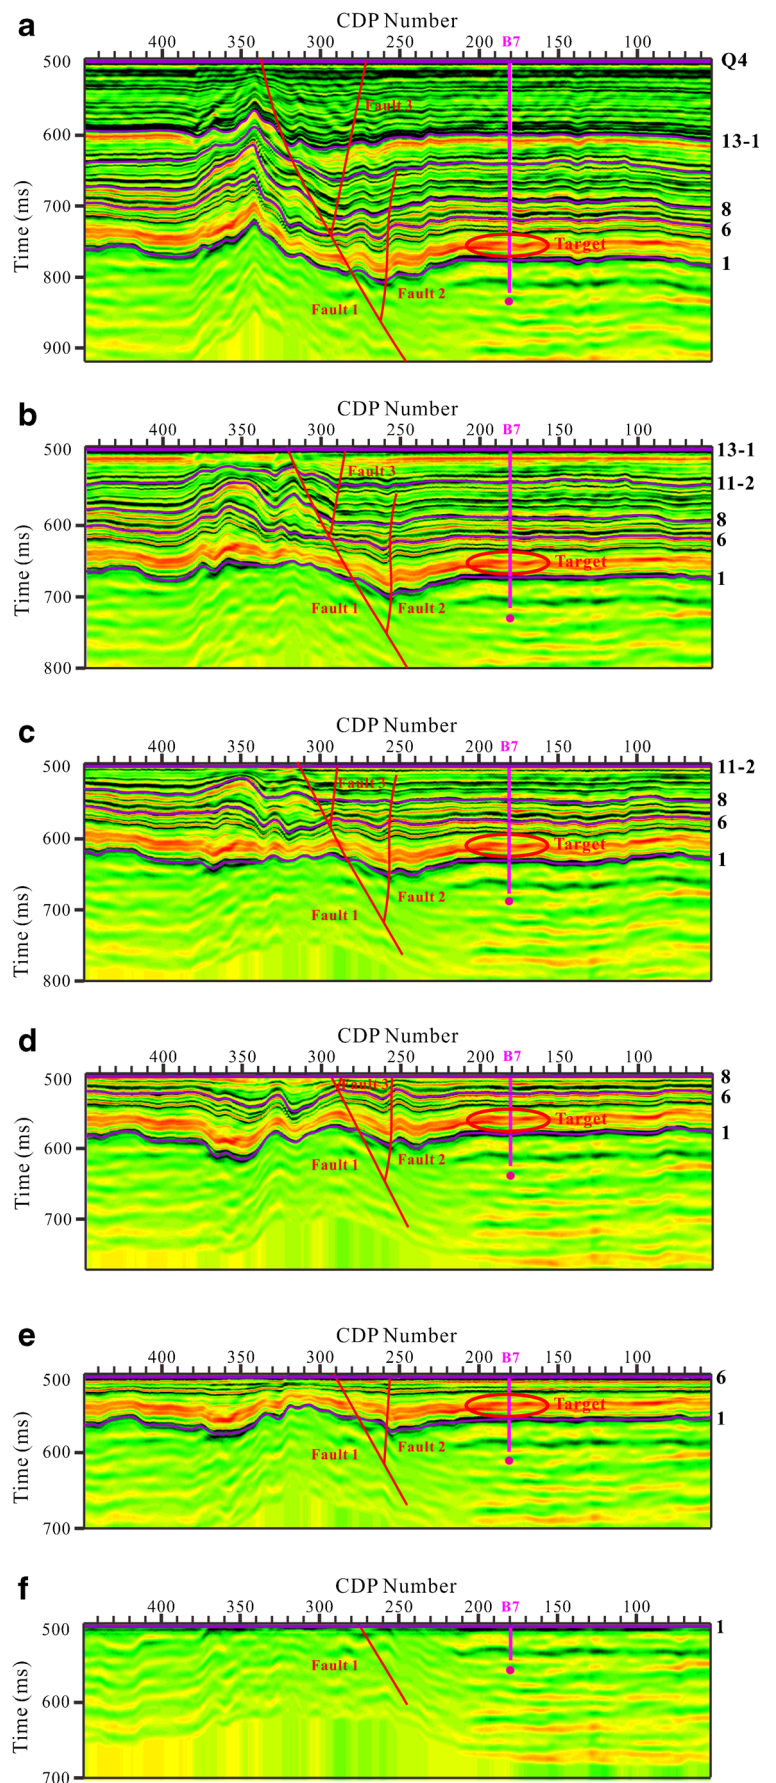 a
CDP Number
400 350 300 250 200 B7 150 100
500 Q4
Fault 3
600 13-1
700 8
6
Target
800 1
Fault 1 Fault 2
900
Time (ms)
b
CDP Number
400 350 300 250 200 B7 150 100
500 13-1
Fault 3
11-2
600 8
6
Target
1
700 Fault 1 Fault 2
800
Time (ms)
c
CDP Number
400 350 300 250 200 B7 150 100
500 11-2
Fault 3
8
6
600 Target
1
Fault 2
700 Fault 1
800
Time (ms)
d
CDP Number
400 350 300 250 200 B7 150 100
500 8
Fault 3
6
Target
1
600
Fault 1 Fault 2
700
Time (ms)
e
CDP Number
400 350 300 250 200 B7 150 100
500 6
Target
1
600 Fault 1 Fault 2
700
Time (ms)
f
CDP Number
400 350 300 250 200 B7 150 100
500 1
Fault 1
600
700
Time (ms)